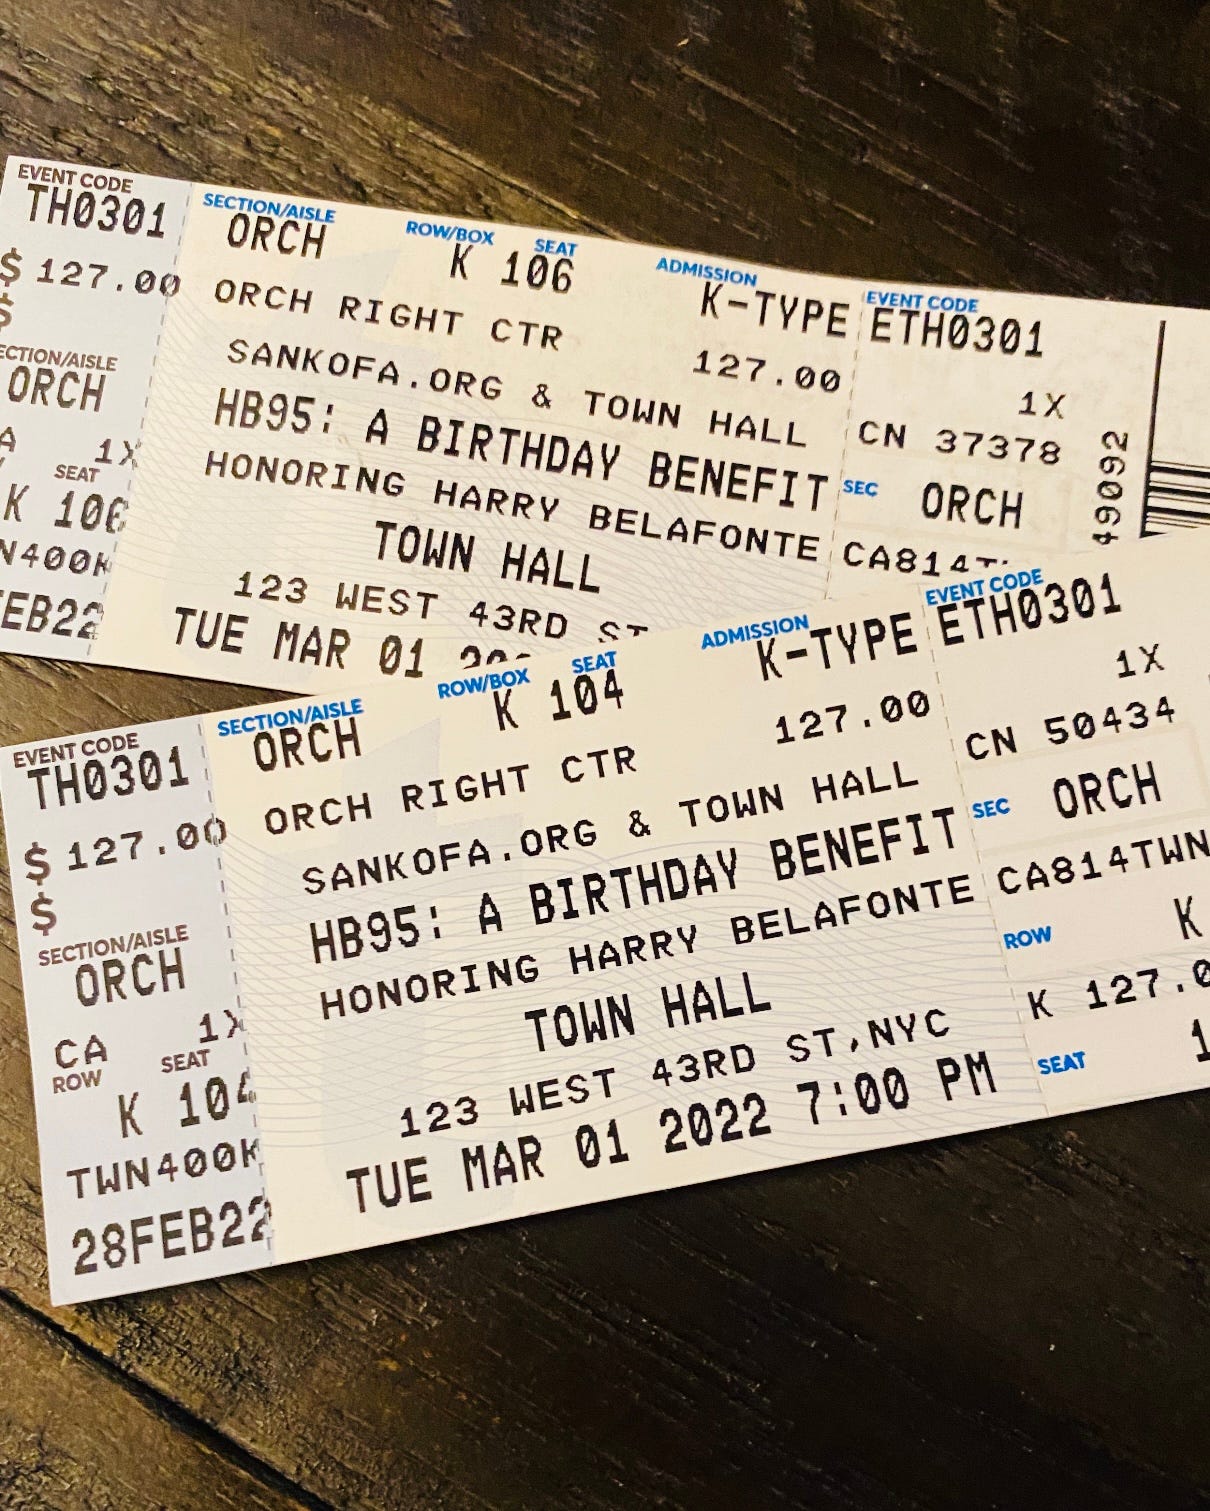 EVENT CODE
TH0301
$ 127.00
$
SECTION/AISLE
ORCH
1X
SEAT
K 106
SECTION/AISLE ROW/BOX SEAT ADMISSION
ORCH K 106 K-TYPE
ORCH RIGHT CTR 127.00
SANKOFA.ORG & TOWN HALL
HB95: A BIRTHDAY BENEFIT
HONORING HARRY BELAFONTE
TOWN HALL
123 WEST 43RD ST
TUE MAR 01
EVENT CODE
ETH0301
1X
CN 37378
SEC ORCH
49092
EVENT CODE
TH0301
$ 127.00
$
SECTION/AISLE
ORCH
CA 1X
ROW SEAT
K 104
TWN400K
28FEB22
SECTION/AISLE ROW/BOX SEAT ADMISSION
ORCH K 104 K-TYPE
ORCH RIGHT CTR 127.00
SANKOFA.ORG & TOWN HALL
HB95: A BIRTHDAY BENEFIT
HONORING HARRY BELAFONTE
TOWN HALL
123 WEST 43RD ST,NYC
TUE MAR 01 2022 7:00 PM
EVENT CODE
ETH0301
1X
CN 50434
SEC ORCH
CA814TWN
ROW K
K 127.0
SEAT 1